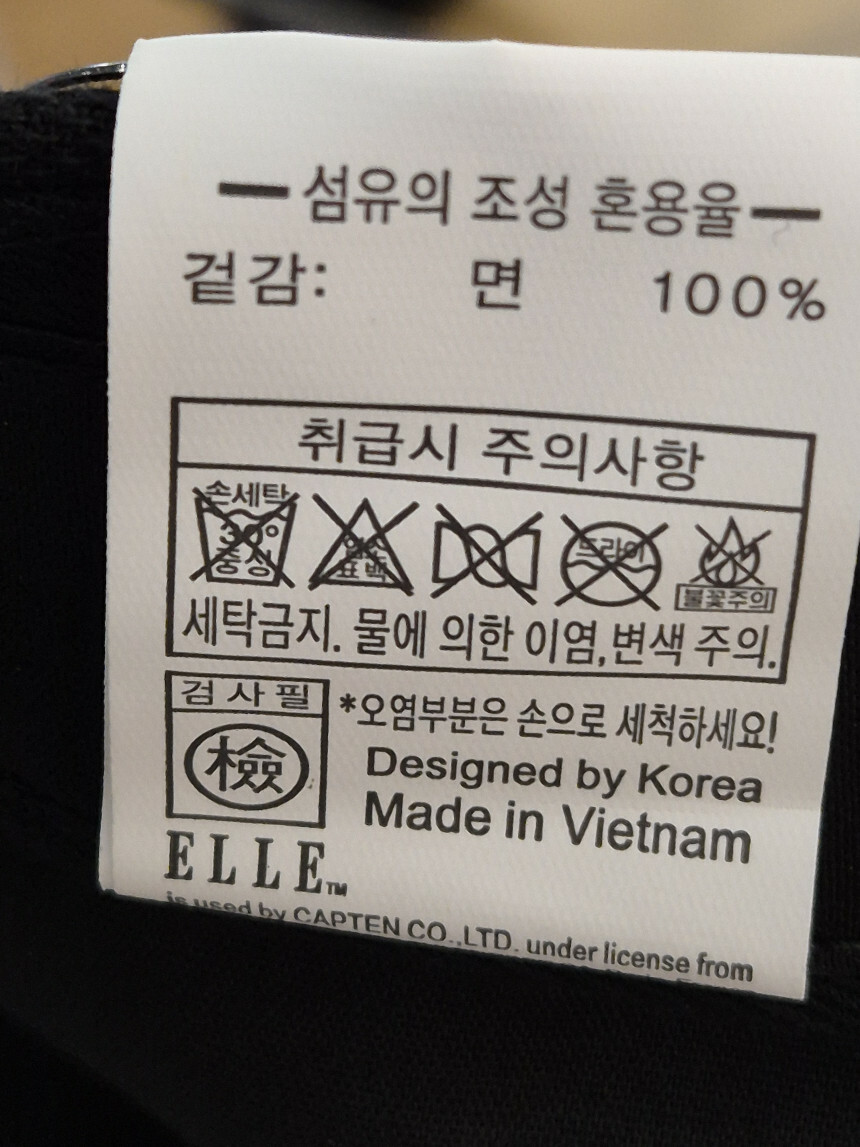 섬유의 조성 혼용율
겉감: 면 100%
취급시 주의사항
손세탁
30°
중성
염소
표백
드라이
불꽃주의
세탁금지. 물에 의한 이염,변색 주의.
검사필
檢
*오염부분은 손으로 세척하세요!
Designed by Korea
Made in Vietnam
ELLE TM
is used by CAPTEN CO.,LTD. under license from